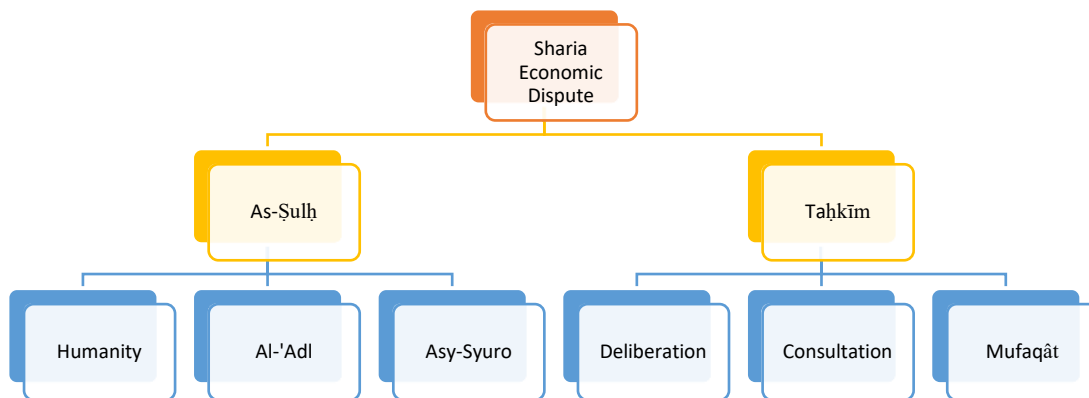 Sharia
Economic
Dispute
As-Ṣulḥ
Taḥkīm
Humanity
Al-'Adl
Asy-Syuro
Deliberation
Consultation
Mufaqât